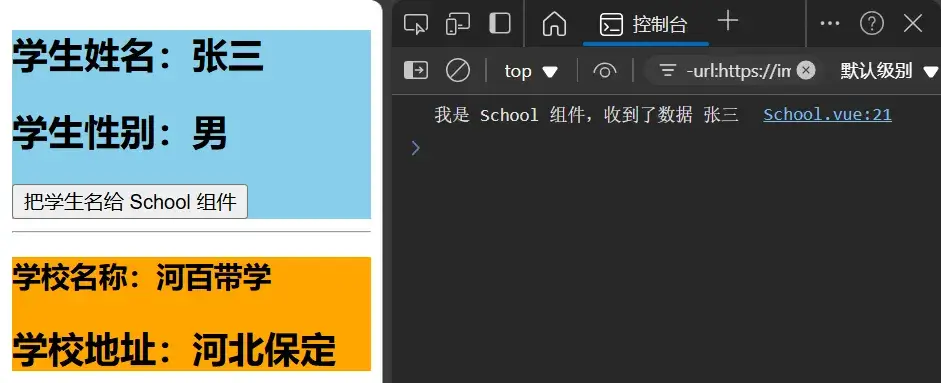 学生姓名：张三
学生性别：男
把学生名给 School 组件
学校名称：河百带学
学校地址：河北保定
控制台
top
-url:https://im
默认级别
我是 School 组件，收到了数据 张三 School.vue:21